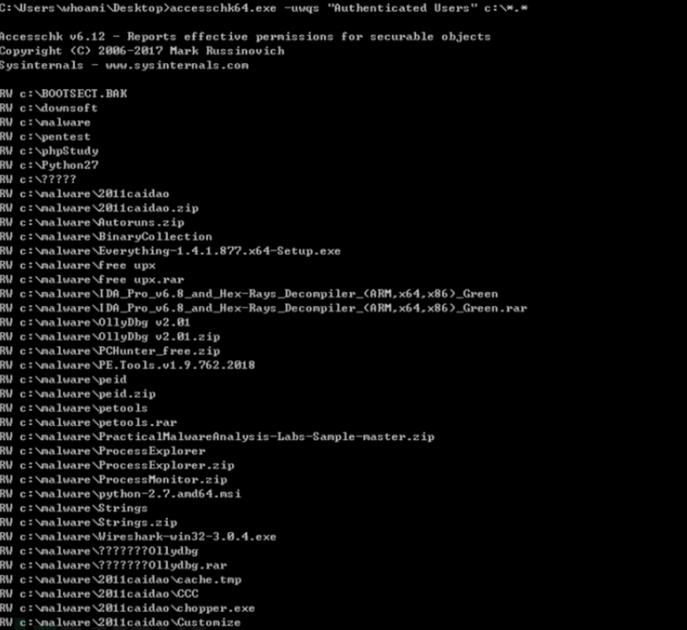 C:\Users\whoami\Desktop>accesschk64.exe -uwqs "Authenticated Users" c:\*.*
Accesschk v6.12 - Reports effective permissions for securable objects
Copyright (C) 2006-2017 Mark Russinovich
Sysinternals - www.sysinternals.com
RW c:\BOOTSECT.BAK
RW c:\downsoft
RW c:\malware
RW c:\pentest
RW c:\phpStudy
RW c:\Python27
RW c:\?????
RW c:\malware\2011caidao
RW c:\malware\2011caidao.zip
RW c:\malware\Autoruns.zip
RW c:\malware\BinaryCollection
RW c:\malware\Everything-1.4.1.877.x64-Setup.exe
RW c:\malware\free upx
RW c:\malware\free upx.rar
RW c:\malware\IDA_Pro_v6.8_and_Hex-Rays_Decompiler_(ARM,x64,x86)_Green
RW c:\malware\IDA_Pro_v6.8_and_Hex-Rays_Decompiler_(ARM,x64,x86)_Green.rar
RW c:\malware\OllyDbg v2.01
RW c:\malware\OllyDbg v2.01.zip
RW c:\malware\PCHunter_free.zip
RW c:\malware\PE.Tools.v1.9.762.2018
RW c:\malware\peid
RW c:\malware\peid.zip
RW c:\malware\petools
RW c:\malware\petools.rar
RW c:\malware\PracticalMalwareAnalysis-Labs-Sample-master.zip
RW c:\malware\ProcessExplorer
RW c:\malware\ProcessExplorer.zip
RW c:\malware\ProcessMonitor.zip
RW c:\malware\python-2.7.amd64.msi
RW c:\malware\Strings
RW c:\malware\Strings.zip
RW c:\malware\Wireshark-win32-3.0.4.exe
RW c:\malware\???????Ollydbg
RW c:\malware\???????Ollydbg.rar
RW c:\malware\2011caidao\cache.tmp
RW c:\malware\2011caidao\CCC
RW c:\malware\2011caidao\chopper.exe
RW c:\malware\2011caidao\Customize